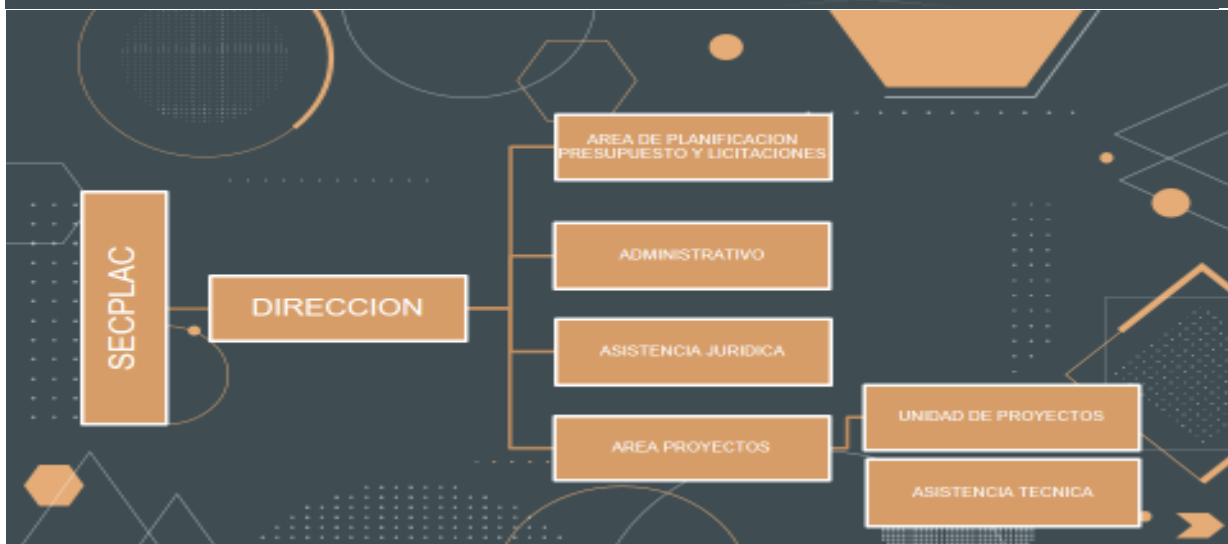 SECPLAC
DIRECCION
AREA DE PLANIFICACION
PRESUPUESTO Y LICITACIONES
ADMINISTRATIVO
ASISTENCIA JURIDICA
AREA PROYECTOS
UNIDAD DE PROYECTOS
ASISTENCIA TECNICA